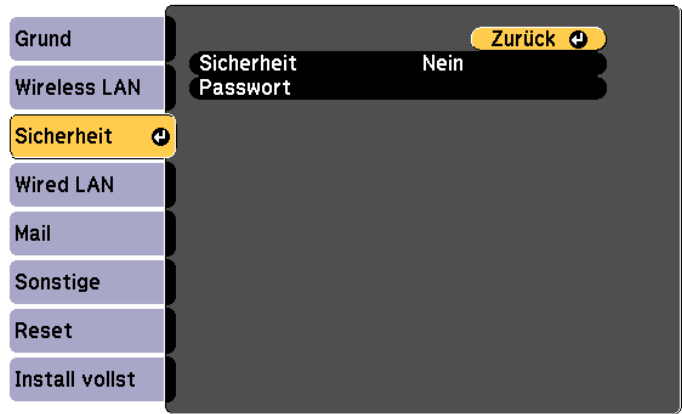 Grund
Wireless LAN
Sicherheit
Wired LAN
Mail
Sonstige
Reset
Install vollst
Zurück
Sicherheit Nein
Passwort